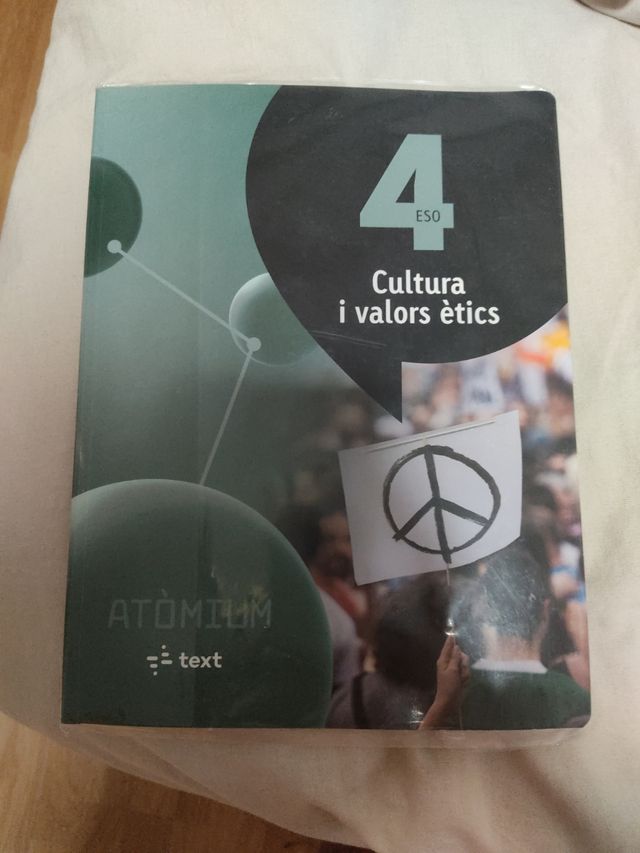 4
ESO
Cultura
i valors ètics
ATÒMIUM
text